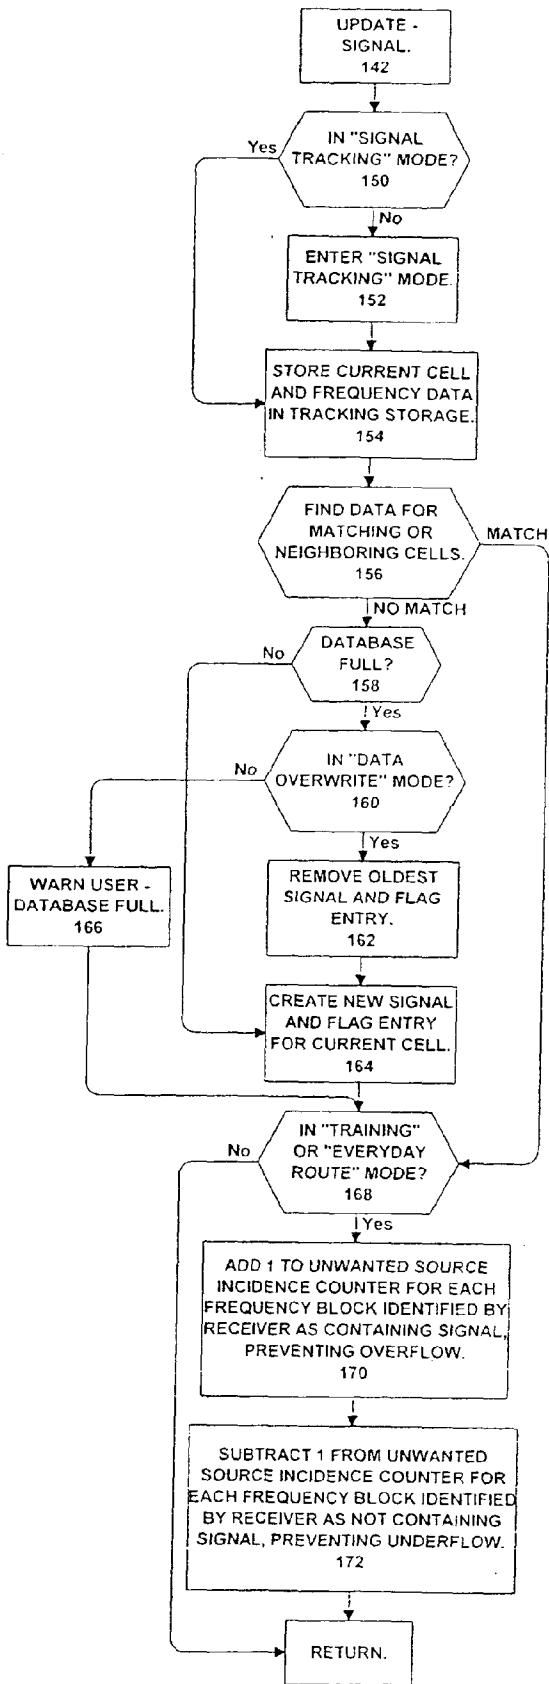 UPDATE -
SIGNAL.
142
IN "SIGNAL
TRACKING" MODE?
150
Yes
No
ENTER "SIGNAL
TRACKING" MODE.
152
STORE CURRENT CELL
AND FREQUENCY DATA
IN TRACKING STORAGE.
154
FIND DATA FOR
MATCHING OR
NEIGHBORING CELLS.
156
MATCH
NO MATCH
DATABASE
FULL?
158
No
Yes
IN "DATA
OVERWRITE" MODE?
160
No
Yes
WARN USER -
DATABASE FULL.
166
REMOVE OLDEST
SIGNAL AND FLAG
ENTRY.
162
CREATE NEW SIGNAL
AND FLAG ENTRY
FOR CURRENT CELL.
164
IN "TRAINING"
OR "EVERYDAY
ROUTE" MODE?
168
No
Yes
ADD 1 TO UNWANTED SOURCE
INCIDENCE COUNTER FOR EACH
FREQUENCY BLOCK IDENTIFIED BY
RECEIVER AS CONTAINING SIGNAL,
PREVENTING OVERFLOW.
170
SUBTRACT 1 FROM UNWANTED
SOURCE INCIDENCE COUNTER FOR
EACH FREQUENCY BLOCK IDENTIFIED
BY RECEIVER AS NOT CONTAINING
SIGNAL, PREVENTING UNDERFLOW.
172
RETURN.